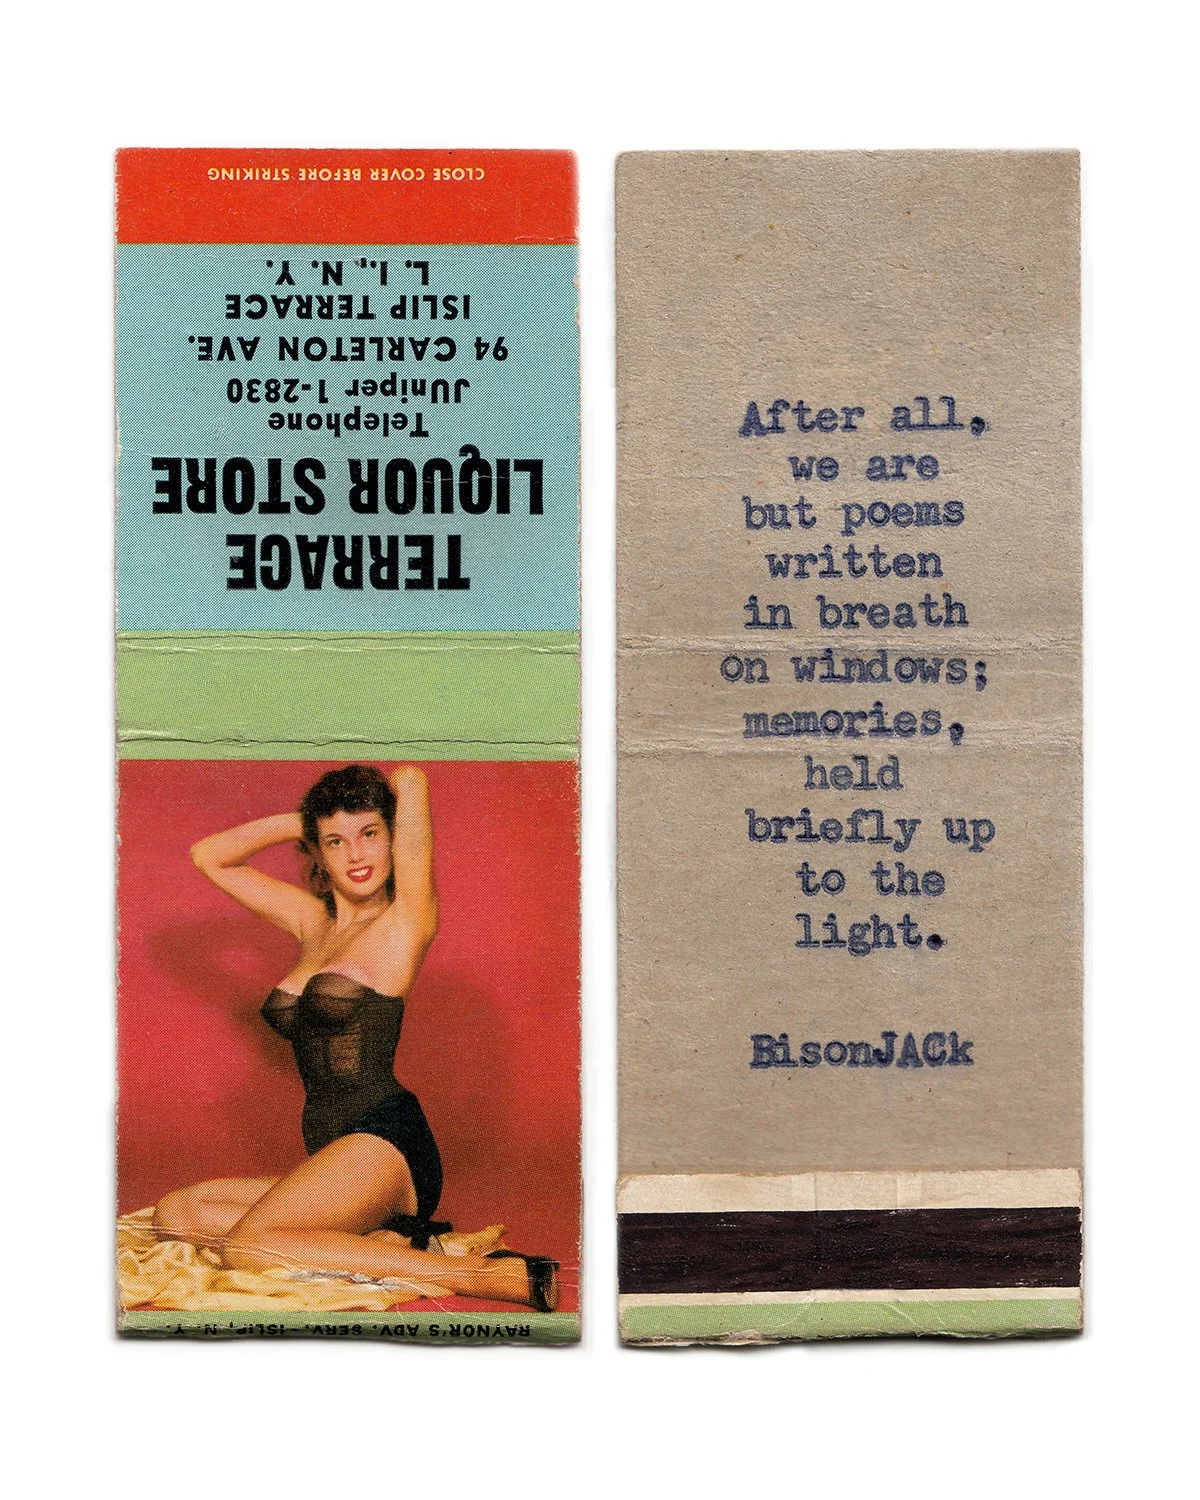 CLOSE COVER BEFORE STRIKING
TERRACE
LIQUOR STORE
Telephone
JUniper 1-2830
94 CARLETON AVE.
ISLIP TERRACE
L. I., N. Y.
RAYNOR'S ADV. SERV. - ISLIP, N. Y.
After all,
we are
but poems
written
in breath
on windows;
memories,
held
briefly up
to the
light.
BisonJACk